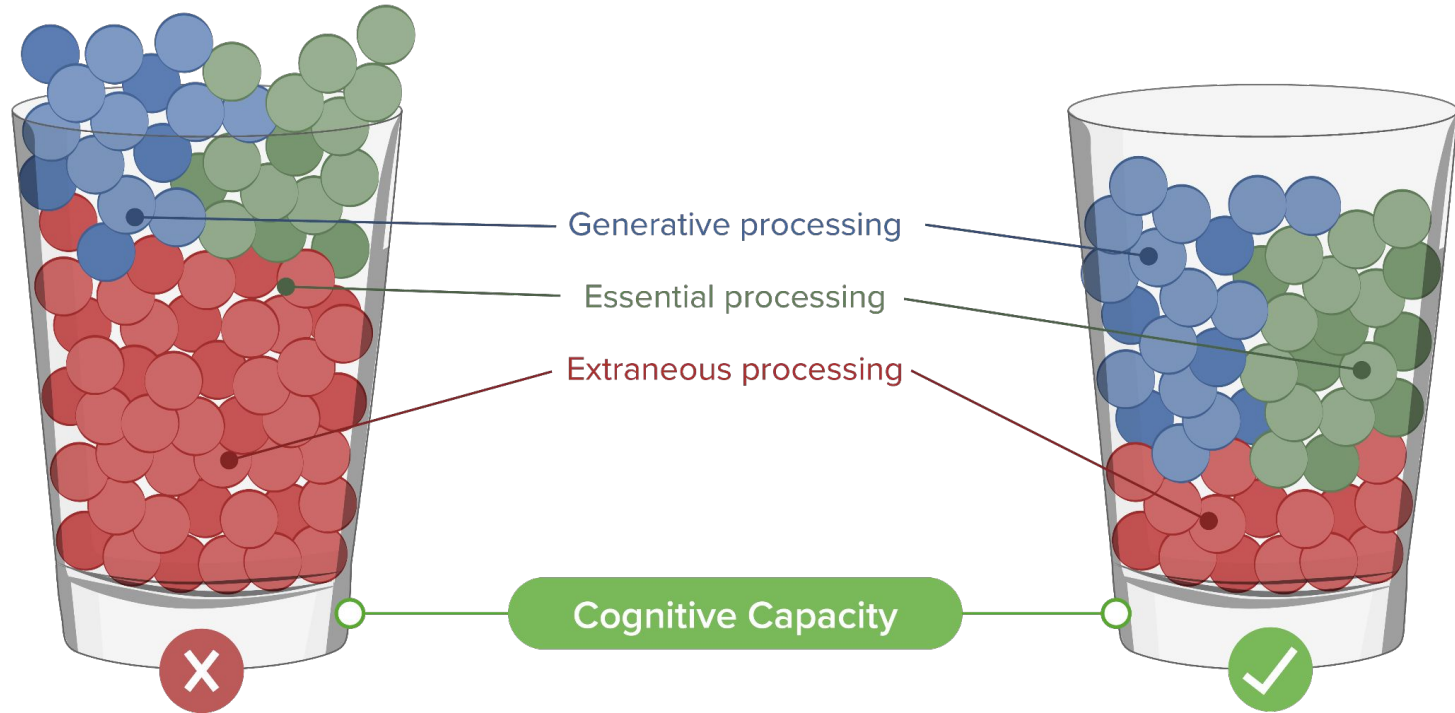 Generative processing
Essential processing
Extraneous processing
Cognitive Capacity